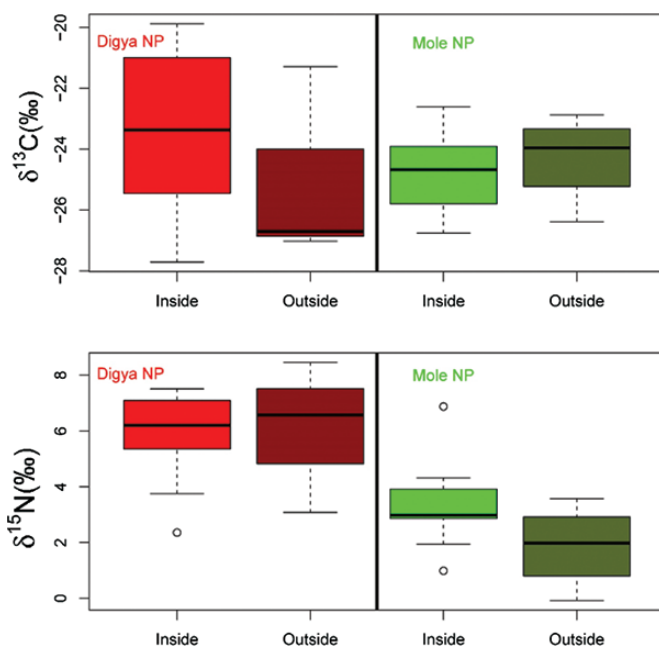 Digya NP
Mole NP
δ13C(‰)
-20
-22
-24
-26
-28
Inside
Outside
Inside
Outside
Digya NP
Mole NP
δ15N(‰)
8
6
4
2
0
Inside
Outside
Inside
Outside